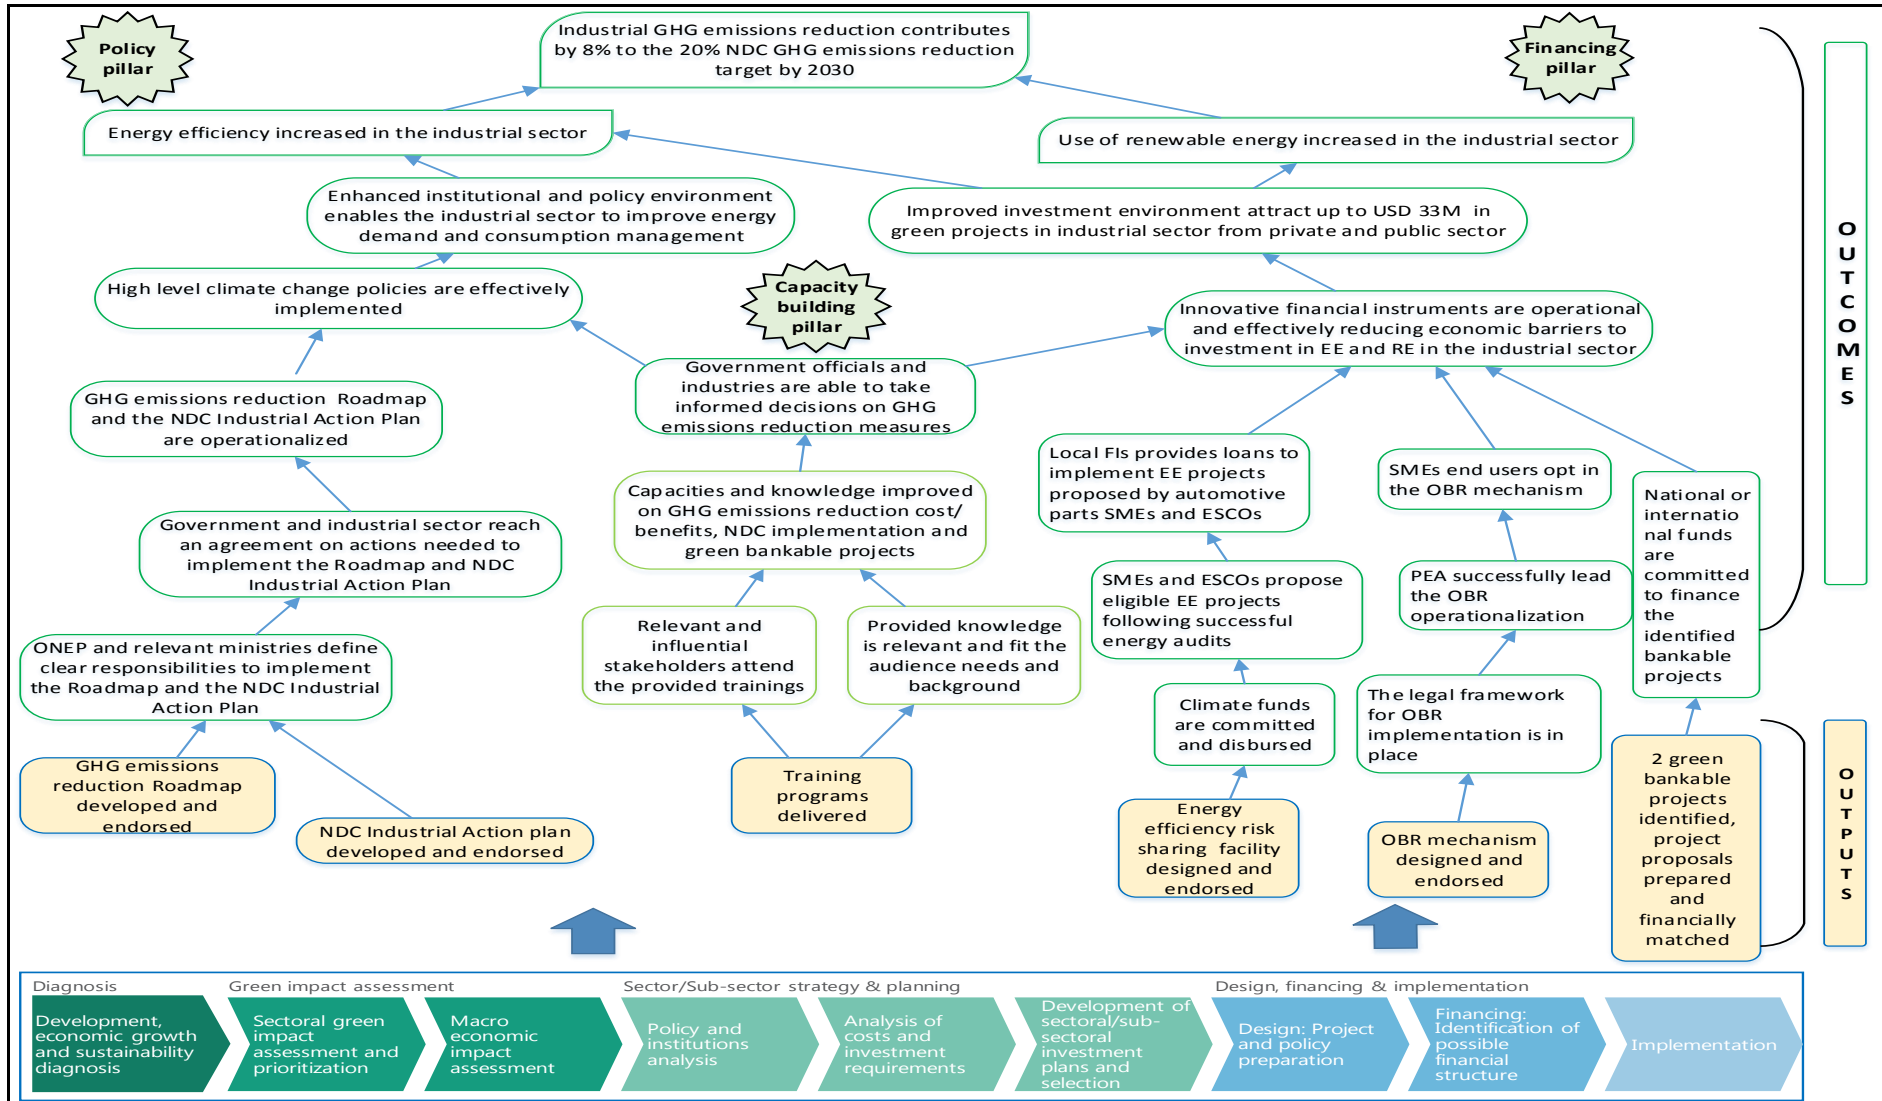 Policy
pillar
Industrial GHG emissions reduction contributes
by 8% to the 20% NDC GHG emissions reduction
target by 2030
Financing
pillar
Energy efficiency increased in the industrial sector
Use of renewable energy increased in the industrial sector
Enhanced institutional and policy environment
enables the industrial sector to improve energy
demand and consumption management
Improved investment environment attract up to USD 33M in
green projects in industrial sector from private and public sector
High level climate change policies are effectively
implemented
Capacity
building
pillar
Innovative financial instruments are operational
and effectively reducing economic barriers to
investment in EE and RE in the industrial sector
Government officials and
industries are able to take
informed decisions on GHG
emissions reduction measures
GHG emissions reduction Roadmap
and the NDC Industrial Action Plan
are operationalized
Local FIs provides loans to
implement EE projects
proposed by automotive
parts SMEs and ESCOs
SMEs end users opt in
the OBR mechanism
National or
internatio
nal funds
are
committed
to finance
the
identified
bankable
projects
Capacities and knowledge improved
on GHG emissions reduction cost/
benefits, NDC implementation and
green bankable projects
Government and industrial sector reach
an agreement on actions needed to
implement the Roadmap and NDC
Industrial Action Plan
SMEs and ESCOs propose
eligible EE projects
following successful
energy audits
PEA successfully lead
the OBR
operationalization
Relevant and
influential
stakeholders attend
the provided trainings
Provided knowledge
is relevant and fit the
audience needs and
background
ONEP and relevant ministries define
clear responsibilities to implement
the Roadmap and the NDC Industrial
Action Plan
Climate funds
are committed
and disbursed
The legal framework
for OBR
implementation is in
place
GHG emissions
reduction Roadmap
developed and
endorsed
NDC Industrial Action plan
developed and endorsed
Training
programs
delivered
Energy
efficiency risk
sharing facility
designed and
endorsed
OBR mechanism
designed and
endorsed
2 green
bankable
projects
identified,
project
proposals
prepared
and
financially
matched
O
U
T
C
O
M
E
S
O
U
T
P
U
T
S
Diagnosis
Green impact assessment
Sector/Sub-sector strategy & planning
Design, financing & implementation
Development,
economic growth
and sustainability
diagnosis
Sectoral green
impact
assessment and
prioritization
Macro
economic
impact
assessment
Policy and
institutions
analysis
Analysis of
costs and
investment
requirements
Development of
sectoral/sub-
sectoral
investment
plans and
selection
Design: Project
and policy
preparation
Financing:
Identification of
possible
financial
structure
Implementation